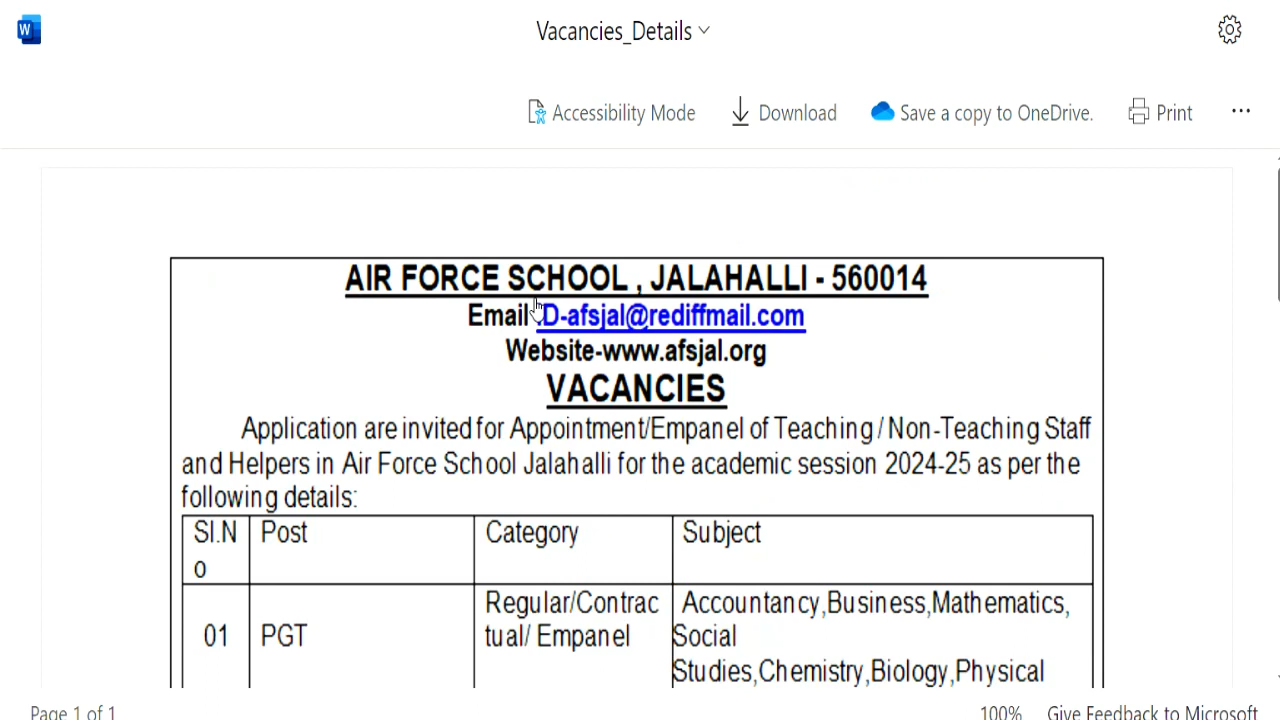 W
Vacancies_Details
Accessibility Mode
Download
Save a copy to OneDrive.
Print
AIR FORCE SCHOOL , JALAHALLI - 560014
Email ID-afsjal@rediffmail.com
Website-www.afsjal.org
VACANCIES
Application are invited for Appointment/Empanel of Teaching / Non-Teaching Staff
and Helpers in Air Force School Jalahalli for the academic session 2024-25 as per the
following details:
Sl.N
o
Post
Category
Subject
01
PGT
Regular/Contrac
tual/ Empanel
Accountancy,Business,Mathematics,
Social
Studies,Chemistry,Biology,Physical
Page 1 of 1
100%
Give Feedback to Microsoft